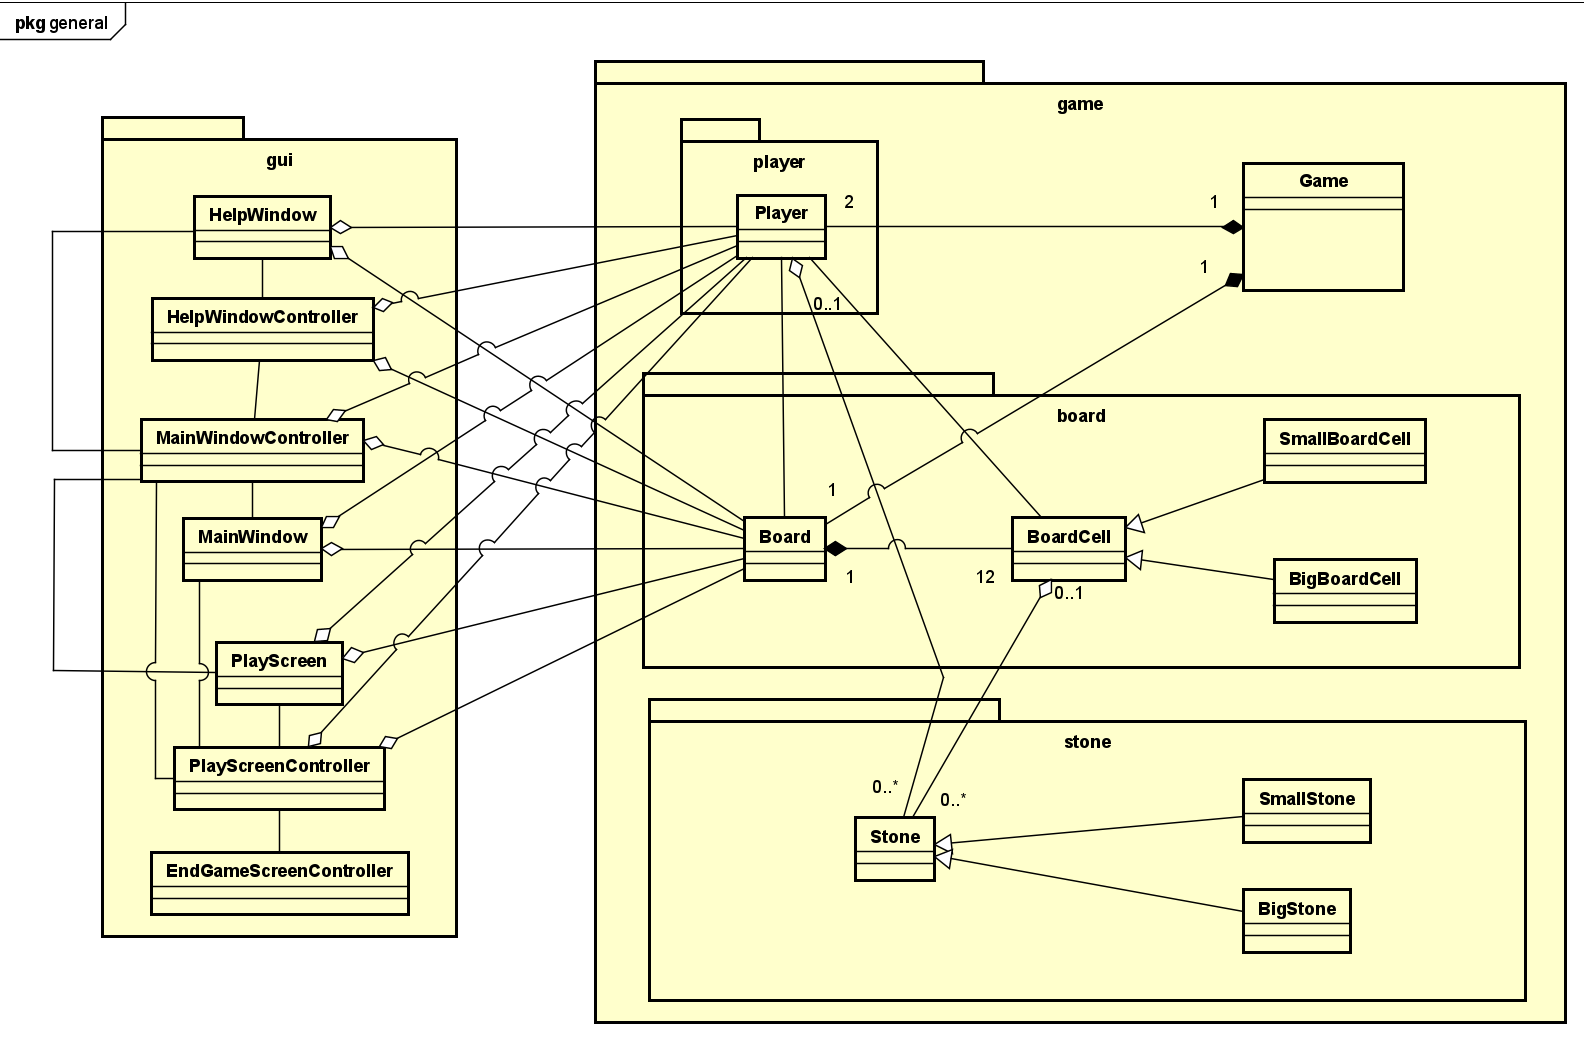 pkg general
game
gui
player
HelpWindow
Player
2
1
Game
1
HelpWindowController
0..1
board
MainWindowController
SmallBoardCell
1
MainWindow
Board
BoardCell
1
12
0..1
BigBoardCell
PlayScreen
stone
PlayScreenController
0..*
0..*
SmallStone
Stone
EndGameScreenController
BigStone